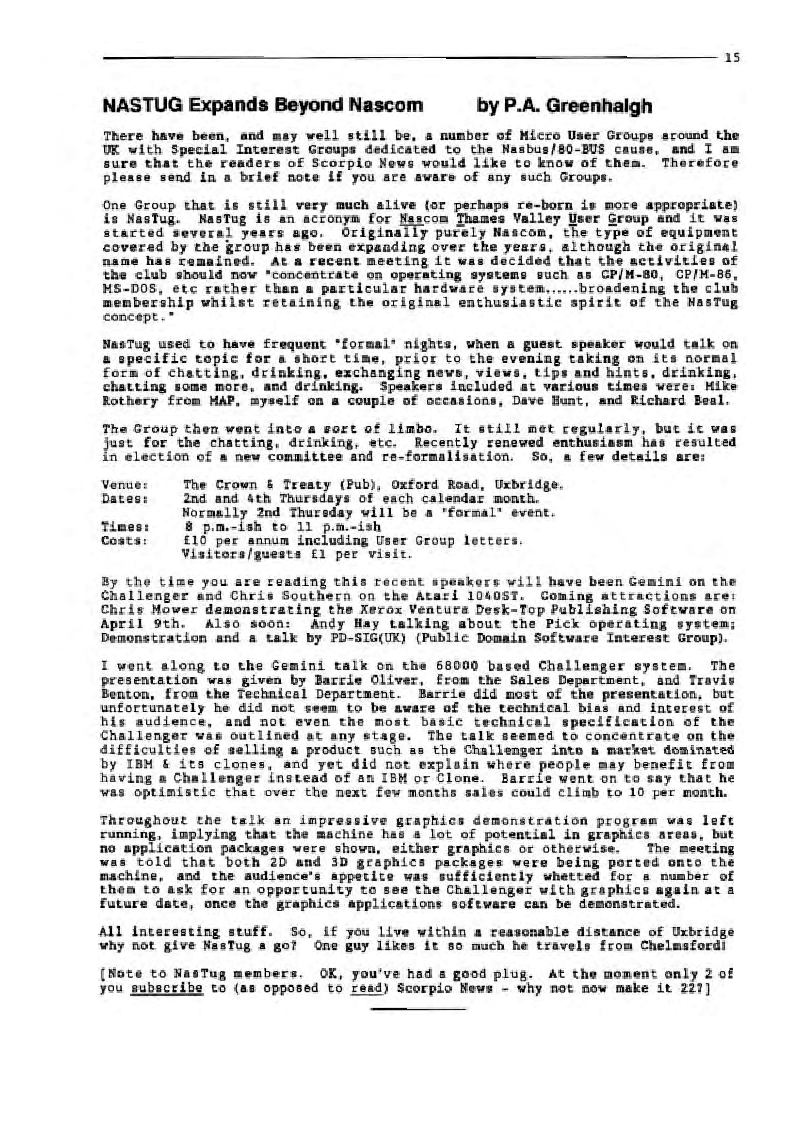 15
NASTUG Expands Beyond Nascom by P.A. Greenhalgh
There have been, and may well still be, a number of Micro User Groups around the
UK with Special Interest Groups dedicated to the Nasbus/80-BUS cause, and I am
sure that the readers of Scorpio News would like to know of them. Therefore
please send in a brief note if you are aware of any such Groups.
One Group that is still very much alive (or perhaps re-born is more appropriate)
is NasTug. NasTug is an acronym for Nascom Thames Valley User Group and it was
started several years ago. Originally purely Nascom, the type of equipment
covered by the group has been expanding over the years, although the original
name has remained. At a recent meeting it was decided that the activities of
the club should now "concentrate on operating systems such as CP/M-80, CP/M-86,
MS-DOS, etc rather than a particular hardware system......broadening the club
membership whilst retaining the original enthusiastic spirit of the NasTug
concept."
NasTug used to have frequent "formal" nights, when a guest speaker would talk on
a specific topic for a short time, prior to the evening taking on its normal
form of chatting, drinking, exchanging news, views, tips and hints, drinking,
chatting some more, and drinking. Speakers included at various times were: Mike
Rothery from MAP, myself on a couple of occasions, Dave Hunt, and Richard Beal.
The Group then went into a sort of limbo. It still met regularly, but it was
just for the chatting, drinking, etc. Recently renewed enthusiasm has resulted
in election of a new committee and re-formalisation. So, a few details are:
Venue: The Crown & Treaty (Pub), Oxford Road, Uxbridge.
Dates: 2nd and 4th Thursdays of each calendar month.
Normally 2nd Thursday will be a "formal" event.
Times: 8 p.m.-ish to 11 p.m.-ish
Costs: £10 per annum including User Group letters.
Visitors/guests £1 per visit.
By the time you are reading this recent speakers will have been Gemini on the
Challenger and Chris Southern on the Atari 1040ST. Coming attractions are:
Chris Mower demonstrating the Xerox Ventura Desk-Top Publishing Software on
April 9th. Also soon: Andy Hay talking about the Pick operating system;
Demonstration and a talk by PD-SIG(UK) (Public Domain Software Interest Group).
I went along to the Gemini talk on the 68000 based Challenger system. The
presentation was given by Barrie Oliver, from the Sales Department, and Travis
Benton, from the Technical Department. Barrie did most of the presentation, but
unfortunately he did not seem to be aware of the technical bias and interest of
his audience, and not even the most basic technical specification of the
Challenger was outlined at any stage. The talk seemed to concentrate on the
difficulties of selling a product such as the Challenger into a market dominated
by IBM & its clones, and yet did not explain where people may benefit from
having a Challenger instead of an IBM or Clone. Barrie went on to say that he
was optimistic that over the next few months sales could climb to 10 per month.
Throughout the talk an impressive graphics demonstration program was left
running, implying that the machine has a lot of potential in graphics areas, but
no application packages were shown, either graphics or otherwise. The meeting
was told that both 2D and 3D graphics packages were being ported onto the
machine, and the audience's appetite was sufficiently whetted for a number of
them to ask for an opportunity to see the Challenger with graphics again at a
future date, once the graphics applications software can be demonstrated.
All interesting stuff. So, if you live within a reasonable distance of Uxbridge
why not give NasTug a go? One guy likes it so much he travels from Chelmsford!
[Note to NasTug members. OK, you've had a good plug. At the moment only 2 of
you subscribe to (as opposed to read) Scorpio News - why not now make it 22?]